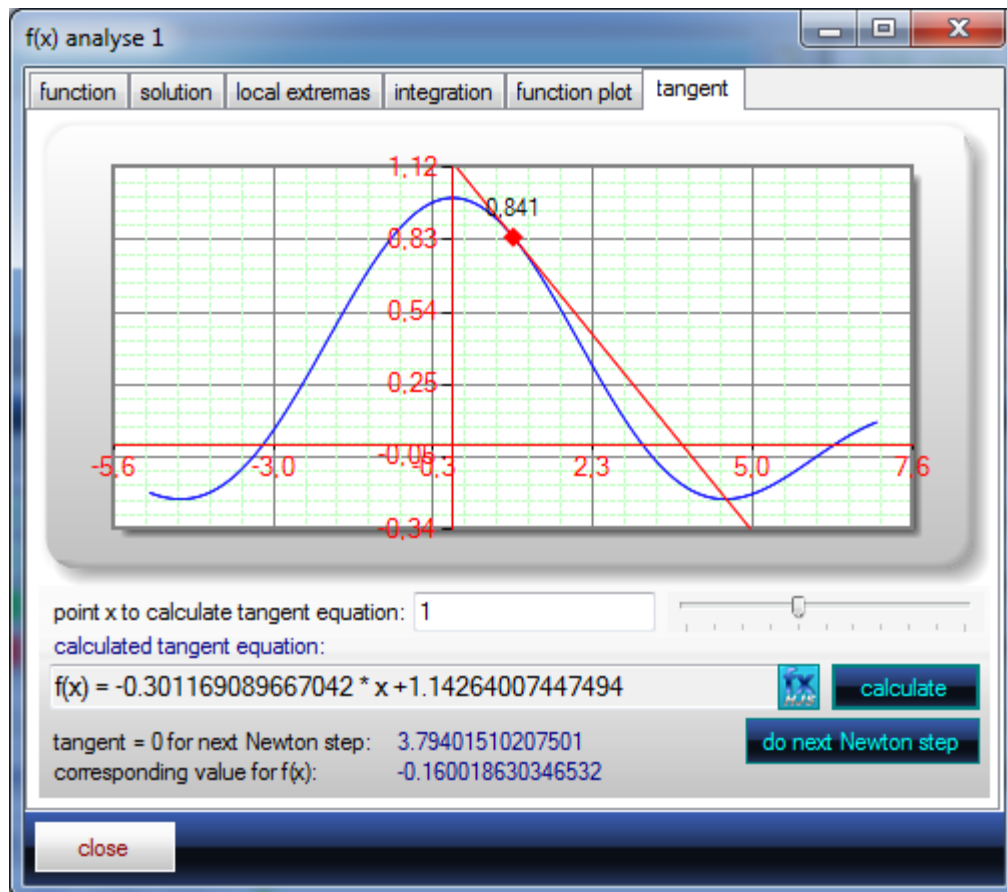 f(x) analyse 1
function solution local extremas integration function plot tangent
1,12
0,841
0,83
0,54
0,25
-0,06
-5,6 -3,0 -0,3 2,3 5,0 7,6
-0,34
point x to calculate tangent equation: 1
calculated tangent equation:
f(x) = -0.301169089667042 * x +1.14264007447494
fx
calculate
tangent = 0 for next Newton step: 3.79401510207501
do next Newton step
corresponding value for f(x): -0.160018630346532
close